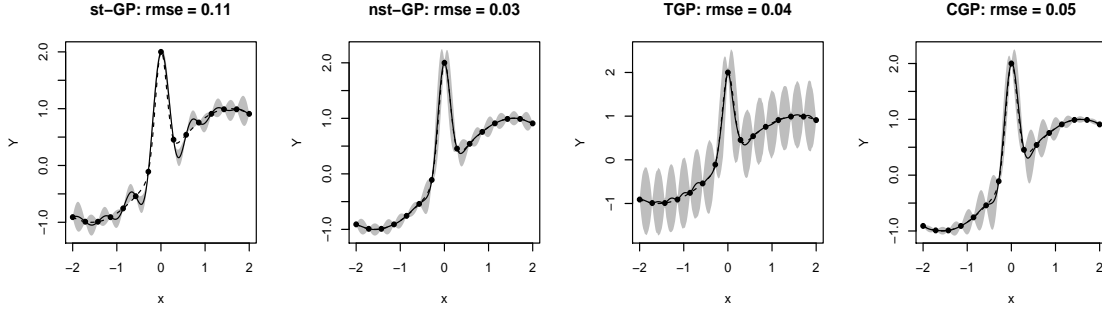 st−GP: rmse = 0.11
Y
2.0
1.0
0.0
−1.0
−2 −1 0 1 2
x
nst−GP: rmse = 0.03
Y
2.0
1.0
0.0
−1.0
−2 −1 0 1 2
x
TGP: rmse = 0.04
Y
2
1
0
−1
−2 −1 0 1 2
x
CGP: rmse = 0.05
Y
2.0
1.0
0.0
−1.0
−2 −1 0 1 2
x